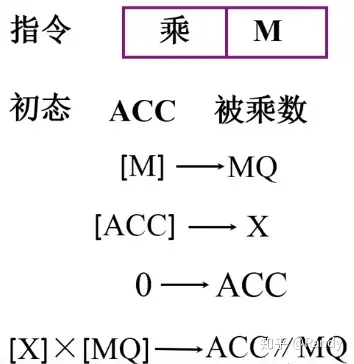 指令 乘 M
初态 ACC 被乘数
[M] → MQ
[ACC] → X
0 → ACC
[X]×[MQ] → ACC//MQ